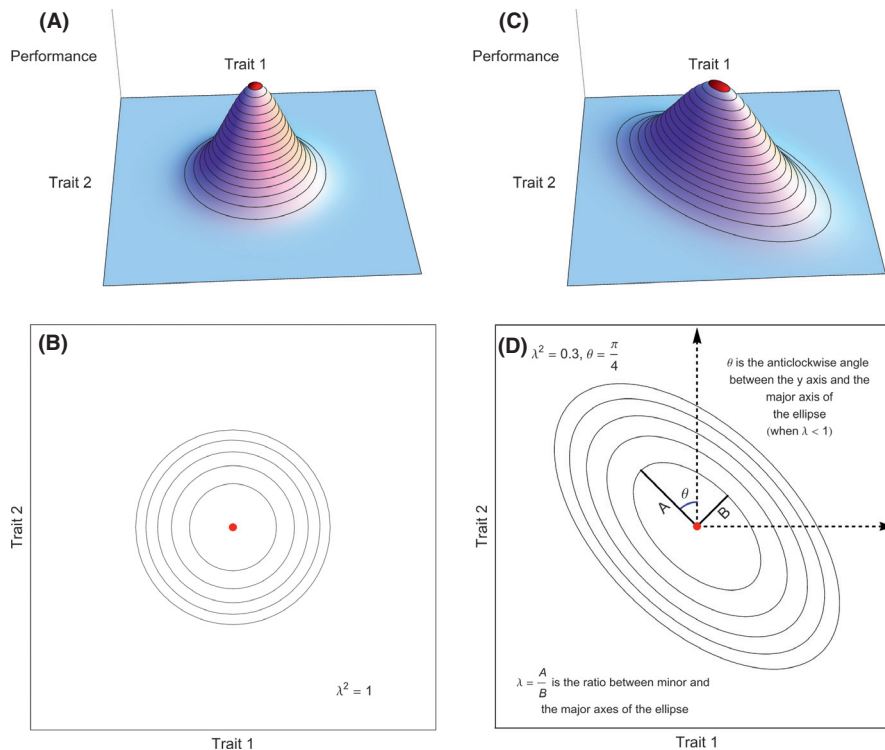 (A)
Performance
Trait 1
Trait 2
(C)
Performance
Trait 1
Trait 2
(B)
Trait 2
λ² = 1
Trait 1
(D)
λ² = 0.3, θ = π/4
θ is the anticlockwise angle
between the y axis and the
major axis of
the ellipse
(when λ < 1)
θ
A
B
Trait 2
λ = A/B is the ratio between minor and
the major axes of the ellipse
Trait 1